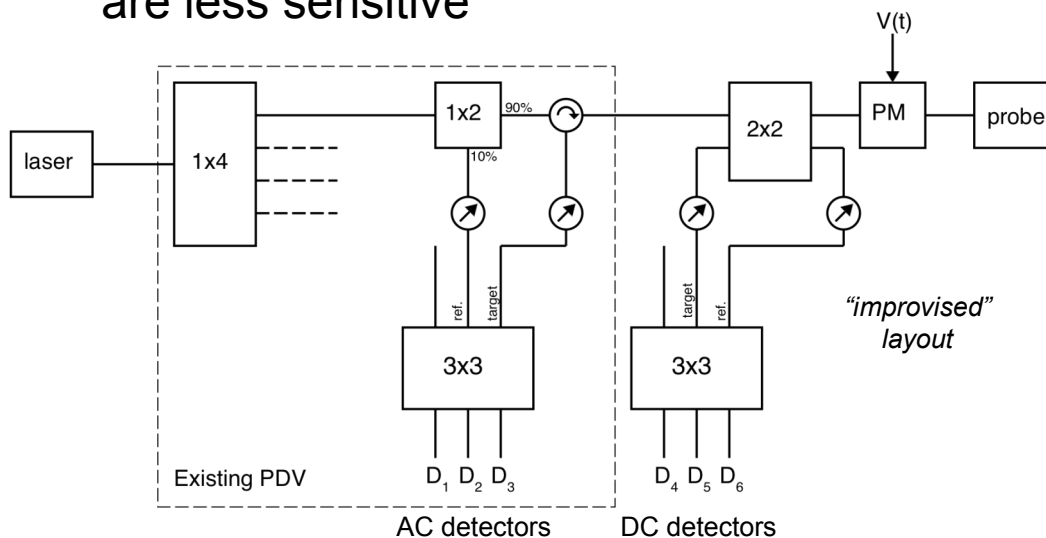 are less sensitive
V(t)
laser
1x4
1x2
90%
10%
2x2
PM
probe
ref.
target
target
ref.
3x3
3x3
“improvised”
layout
Existing PDV
D1 D2 D3
D4 D5 D6
AC detectors
DC detectors